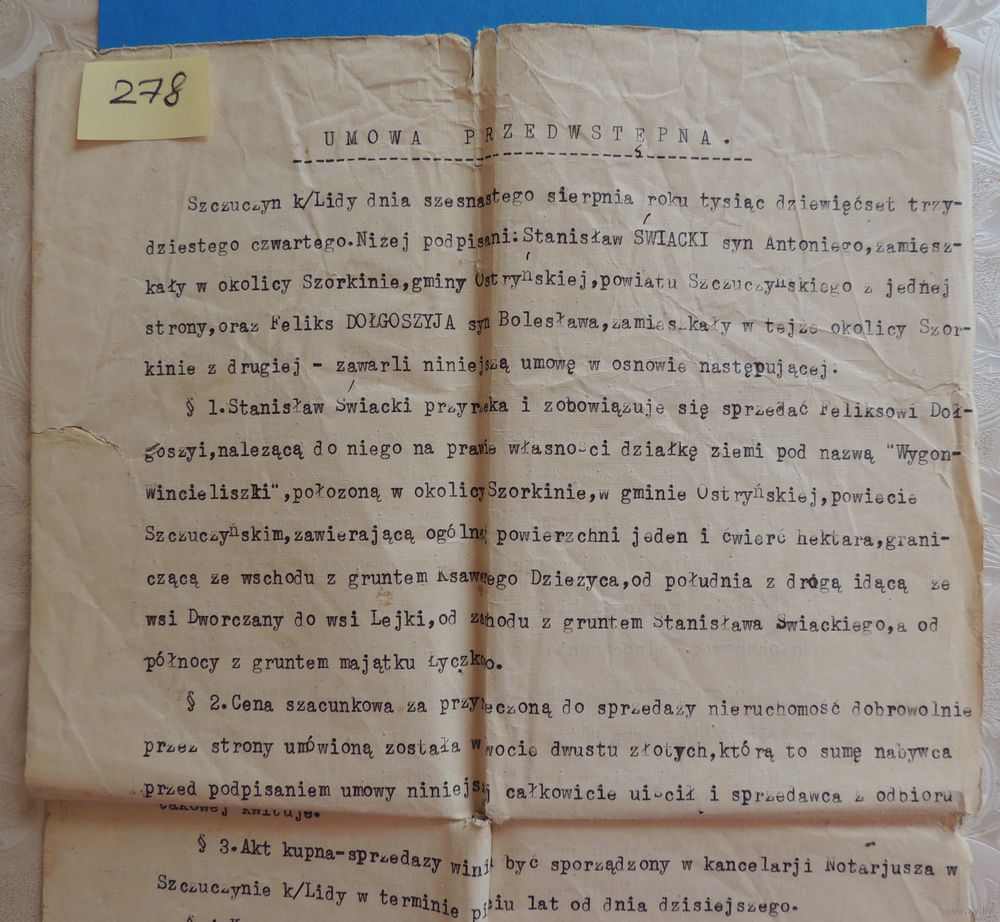 278
UMOWA PRZEDWSTĘPNA.
Szczuczyn k/Lidy dnia szesnastego sierpnia roku tysiąc dziewięćset trzy-
dziestego czwartego.Niżej podpisani:Stanisław ŚWIACKI syn Antoniego,zamiesz-
kały w okolicy Szorkinie,gminy Ostryńskiej,powiatu Szczuczyńskiego z jednej
strony,oraz Feliks DOŁGOSZYJA syn Bolesława,zamieszkały w tejże okolicy Szor-
kinie z drugiej - zawarli niniejszą umowę w osnowie następującej:
§ 1.Stanisław Świacki przyrzeka i zobowiązuje się sprzedać Feliksowi Doł-
goszyi,należącą do niego na prawie własności działkę ziemi pod nazwą "Wygon-
Wincieliszki",położoną w okolicy Szorkinie,w gminie Ostryńskiej,powiecie
Szczuczyńskim,zawierającą ogólnej powierzchni jeden i ćwierć hektara,grani-
czącą ze wschodu z gruntem Ksawerego Dzieżyca,od południa z drogą idącą ze
wsi Dworczany do wsi Lejki,od zachodu z gruntem Stanisława Swiackiego,a od
północy z gruntem majątku Łyczko.
§ 2.Cena szacunkowa za przyrzeczoną do sprzedaży nieruchomość dobrowolnie
przez strony umówioną została w kwocie dwustu złotych,którą to sumę nabywca
przed podpisaniem umowy niniejszej całkowicie uiścił i sprzedawca z odbioru
takowej kwituje.
§ 3.Akt kupna-sprzedaży winien być sporządzony w kancelarji Notarjusza w
Szczuczynie k/Lidy w terminie pięciu lat od dnia dzisiejszego.
www.ay.by